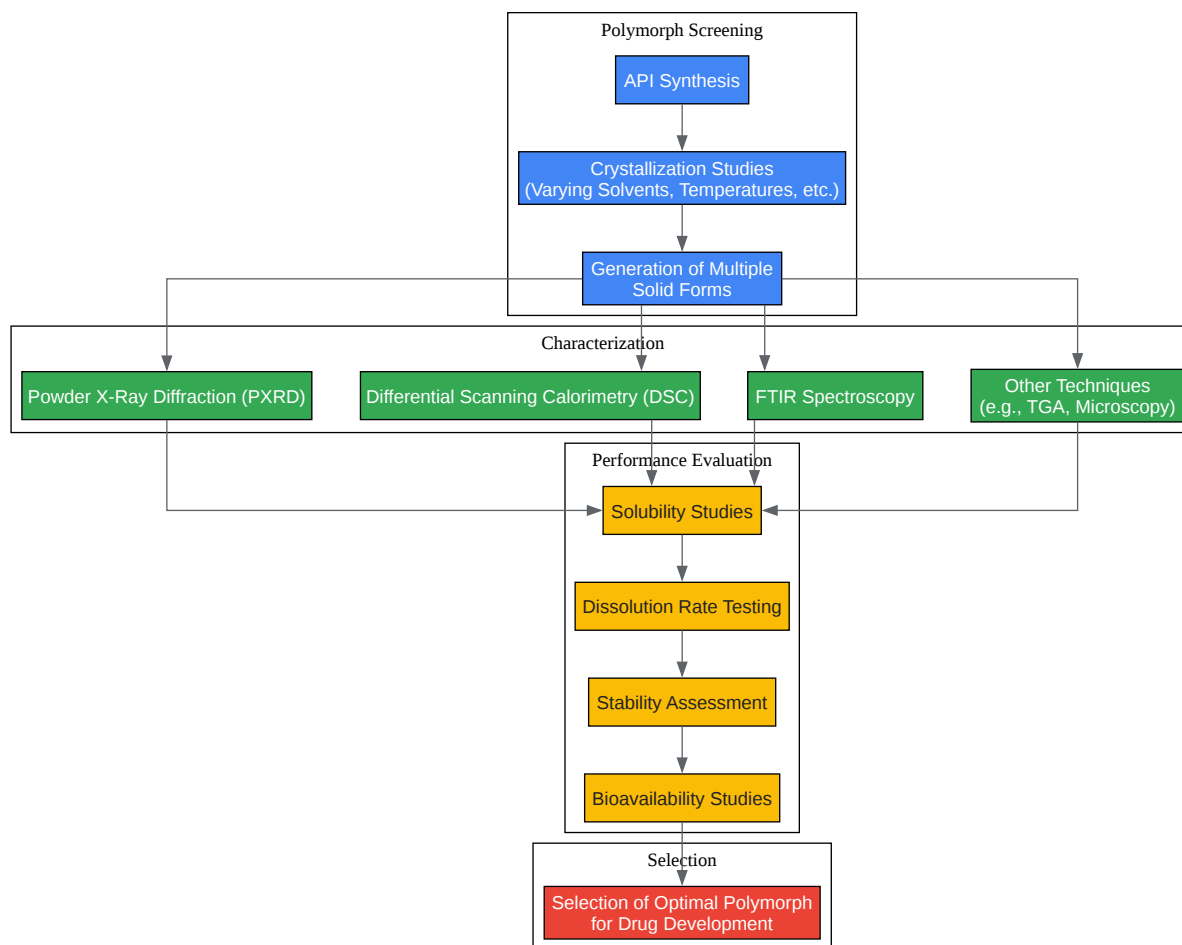 Polymorph Screening
API Synthesis
Crystallization Studies
(Varying Solvents, Temperatures, etc.)
Generation of Multiple
Solid Forms
Characterization
Powder X-Ray Diffraction (PXRD)
Differential Scanning Calorimetry (DSC)
FTIR Spectroscopy
Other Techniques
(e.g., TGA, Microscopy)
Performance Evaluation
Solubility Studies
Dissolution Rate Testing
Stability Assessment
Bioavailability Studies
Selection
Selection of Optimal Polymorph
for Drug Development